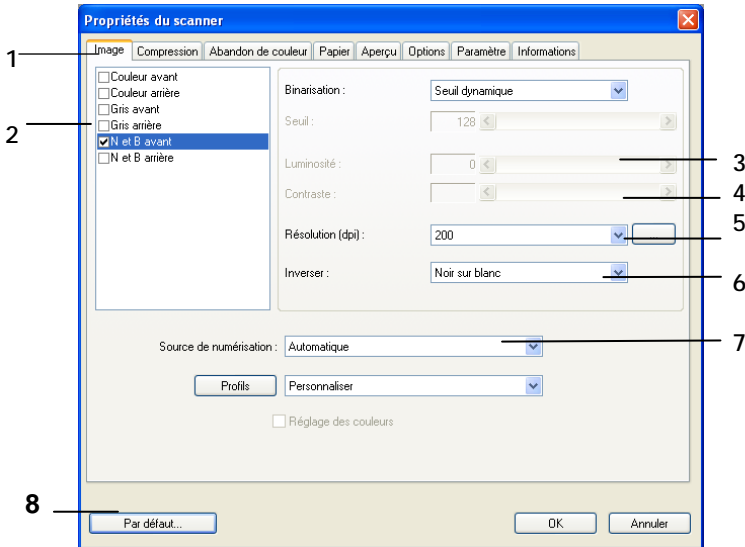 Propriétés du scanner
Image Compression Abandon de couleur Papier Aperçu Options Paramètre Informations
1
Couleur avant
Couleur arrière
Gris avant
Gris arrière
N et B avant
N et B arrière
2
Binarisation : Seuil dynamique
Seuil : 128
Luminosité : 0
3
Contraste :
4
Résolution (dpi) : 200
5
Inverser : Noir sur blanc
6
Source de numérisation : Automatique
7
Profils Personnaliser
Réglage des couleurs
8
Par défaut... OK Annuler